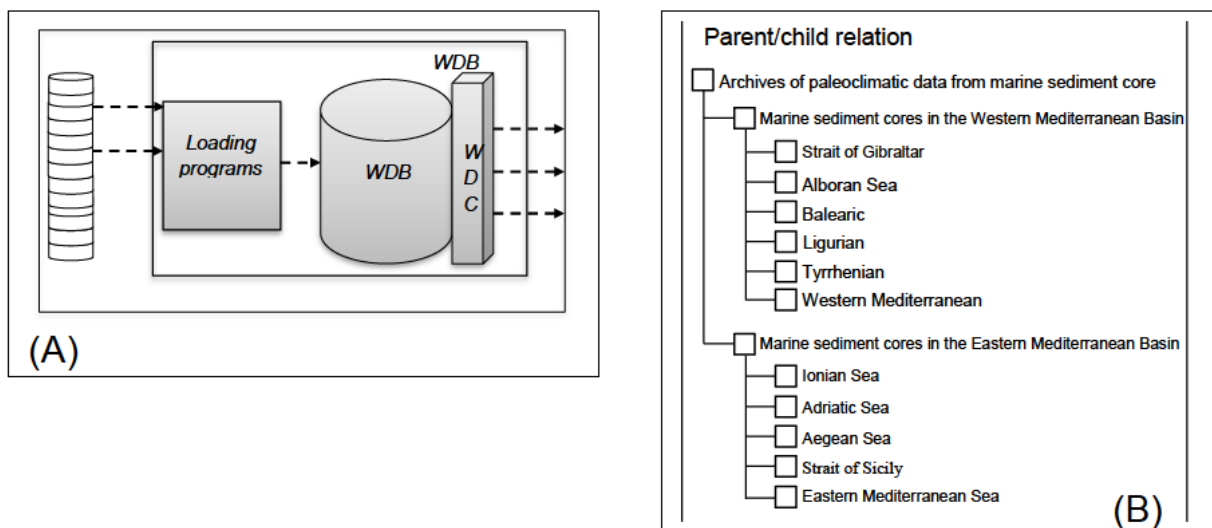 WDB
Loading
programs
WDB
W
D
C
(A)
Parent/child relation
Archives of paleoclimatic data from marine sediment core
Marine sediment cores in the Western Mediterranean Basin
Strait of Gibraltar
Alboran Sea
Balearic
Ligurian
Tyrrhenian
Western Mediterranean
Marine sediment cores in the Eastern Mediterranean Basin
Ionian Sea
Adriatic Sea
Aegean Sea
Strait of Sicily
Eastern Mediterranean Sea
(B)